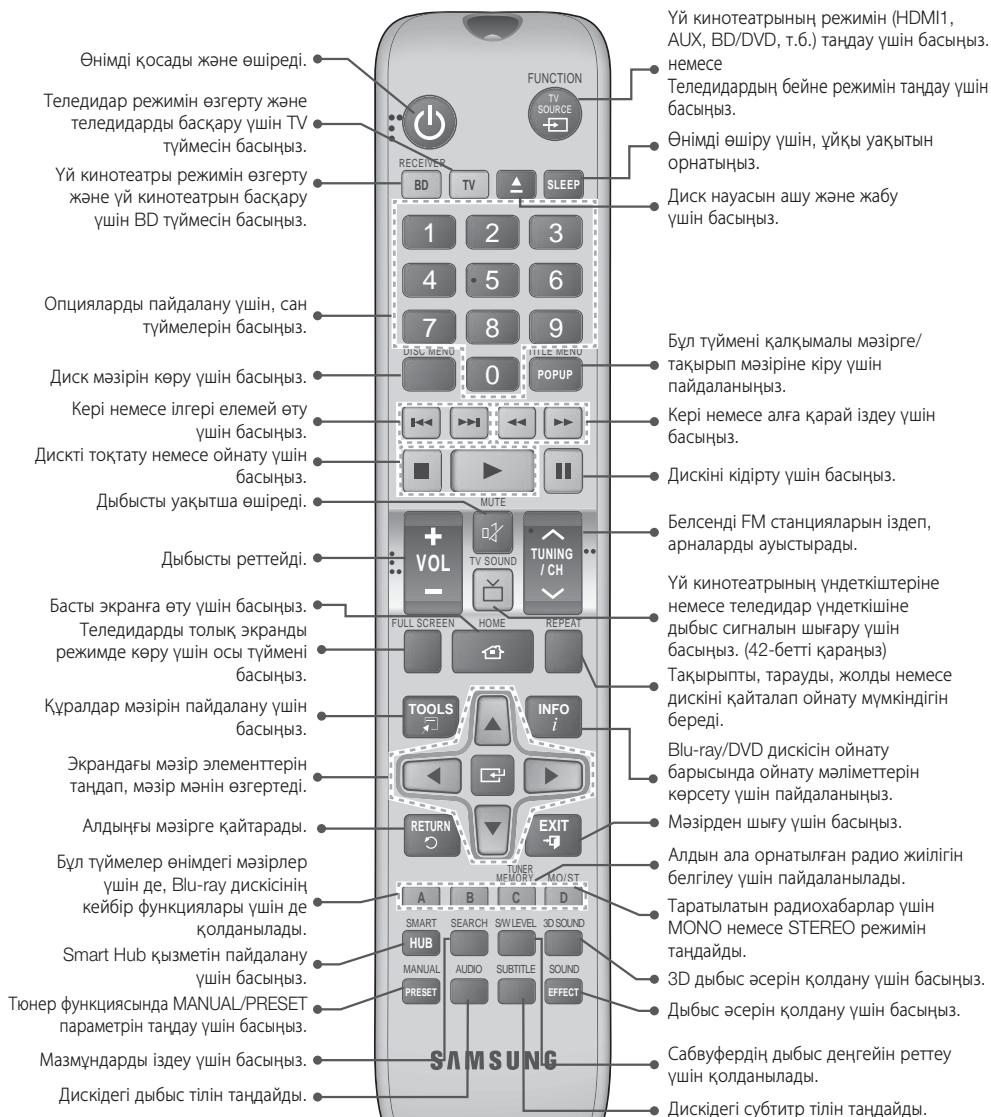 Өнімді қосады және өшіреді.
Теледидар режимін өзгерту және
теледидарды басқару үшін TV
түймесін басыңыз.
Үй кинотеатры режимін өзгерту
және үй кинотеатрын басқару
үшін BD түймесін басыңыз.
Опцияларды пайдалану үшін, сан
түймелерін басыңыз.
Диск мәзірін көру үшін басыңыз.
Кері немесе ілгері елемей өту
үшін басыңыз.
Дискті тоқтату немесе ойнату үшін
басыңыз.
Дыбысты уақытша өшіреді.
Дыбысты реттейді.
Басты экранға өту үшін басыңыз.
Теледидарды толық экранды
режимде көру үшін осы түймені
басыңыз.
Құралдар мәзірін пайдалану үшін
басыңыз.
Экрандағы мәзір элементтерін
таңдап, мәзір мәнін өзгертеді.
Алдыңғы мәзірге қайтарады.
Бұл түймелер өнімдегі мәзірлер
үшін де, Blu-ray дискісінің
кейбір функциялары үшін де
қолданылады.
Smart Hub қызметін пайдалану
үшін басыңыз.
Тюнер функциясында MANUAL/PRESET
параметрін таңдау үшін басыңыз.
Мазмұндарды іздеу үшін басыңыз.
Дискідегі дыбыс тілін таңдайды.
FUNCTION
TV
SOURCE
RECEIVER
BD
TV
SLEEP
1
2
3
4
5
6
7
8
9
DISC MENU
0
TITLE MENU
POPUP
MUTE
VOL
TUNING
/ CH
TV SOUND
FULL SCREEN
HOME
REPEAT
TOOLS
INFO
i
RETURN
EXIT
TUNER
MEMORY
MO/ST
A
B
C
D
SMART
SEARCH
S/W LEVEL
3D SOUND
HUB
MANUAL
AUDIO
SUBTITLE
SOUND
PRESET
EFFECT
SAMSUNG
Үй кинотеатрының режимін (HDMI1,
AUX, BD/DVD, т.б.) таңдау үшін басыңыз.
немесе
Теледидардың бейне режимін таңдау үшін
басыңыз.
Өнімді өшіру үшін, ұйқы уақытын
орнатыңыз.
Диск науасын ашу және жабу
үшін басыңыз.
Бұл түймені қалқымалы мәзірге/
тақырып мәзіріне кіру үшін
пайдаланыңыз.
Кері немесе алға қарай іздеу үшін
басыңыз.
Дискіні кідірту үшін басыңыз.
Белсенді FM станцияларын іздеп,
арналарды ауыстырады.
Үй кинотеатрының үндеткіштеріне
немесе теледидар үндеткішіне
дыбыс сигналын шығару үшін
басыңыз. (42-бетті қараңыз)
Тақырыпты, тарауды, жолды немесе
дискіні қайталап ойнату мүмкіндігін
береді.
Blu-ray/DVD дискісін ойнату
барысында ойнату мәліметтерін
көрсету үшін пайдаланыңыз.
Мәзірден шығу үшін басыңыз.
Алдын ала орнатылған радио жиілігін
белгілеу үшін пайдаланылады.
Таратылатын радиохабарлар үшін
MONO немесе STEREO режимін
таңдайды.
3D дыбыс әсерін қолдану үшін басыңыз.
Дыбыс әсерін қолдану үшін басыңыз.
Сабвуфердің дыбыс деңгейін реттеу
үшін қолданылады.
Дискідегі субтитр тілін таңдайды.